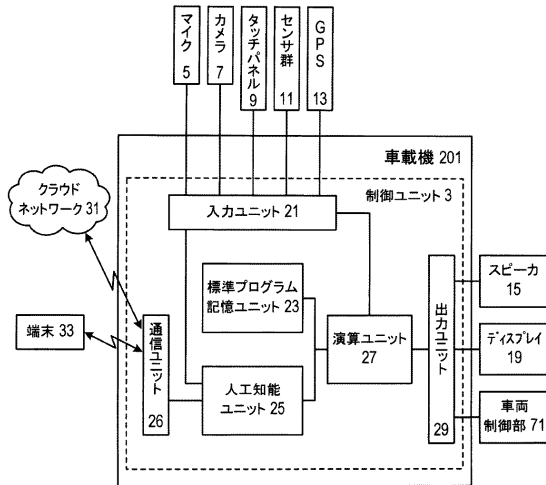 マイク 5
カメラ 7
タッチパネル 9
センサ群 11
GPS 13
車載機 201
制御ユニット 3
クラウド
ネットワーク 31
入力ユニット 21
標準プログラム
記憶ユニット 23
演算ユニット
27
出力ユニット 29
スピーカ
15
ディスプレイ
19
車両
制御部 71
端末 33
通信ユニット 26
人工知能
ユニット 25